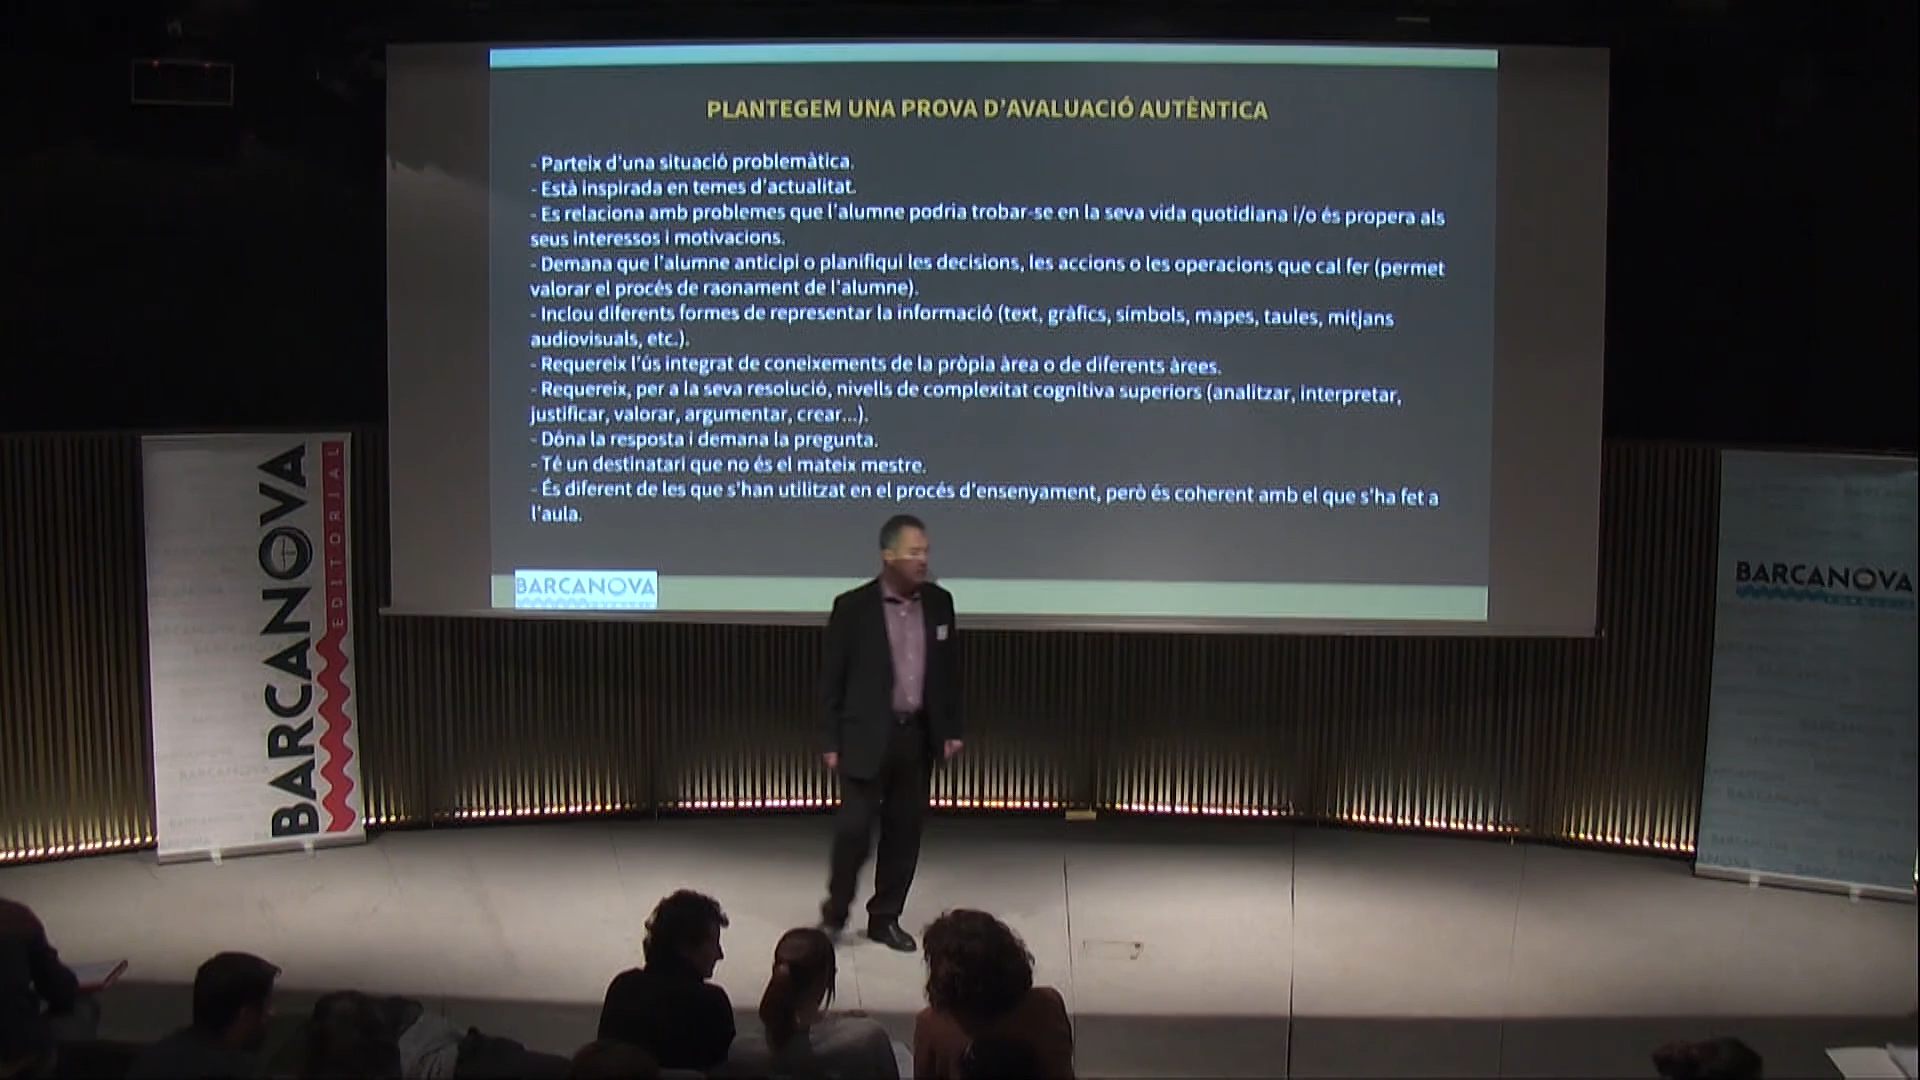 PLANTEGEM UNA PROVA D'AVALUACIÓ AUTÈNTICA
- Parteix d'una situació problemàtica.
- Està inspirada en temes d'actualitat.
- Es relaciona amb problemes que l'alumne podria trobar-se en la seva vida quotidiana i/o és propera als
seus interessos i motivacions.
- Demana que l'alumne anticipi o planifiqui les decisions, les accions o les operacions que cal fer (permet
valorar el procés de raonament de l'alumne).
- Inclou diferents formes de representar la informació (text, gràfics, símbols, mapes, taules, mitjans
audiovisuals, etc.).
- Requereix l'ús integrat de coneixements de la pròpia àrea o de diferents àrees.
- Requereix, per a la seva resolució, nivells de complexitat cognitiva superiors (analitzar, interpretar,
justificar, valorar, argumentar, crear...).
- Dóna la resposta i demana la pregunta.
- Té un destinatari que no és el mateix mestre.
- És diferent de les que s'han utilitzat en el procés d'ensenyament, però és coherent amb el que s'ha fet a
l'aula.
BARCANOVA
BARCANOVA
EDITORIAL
BARCANOVA